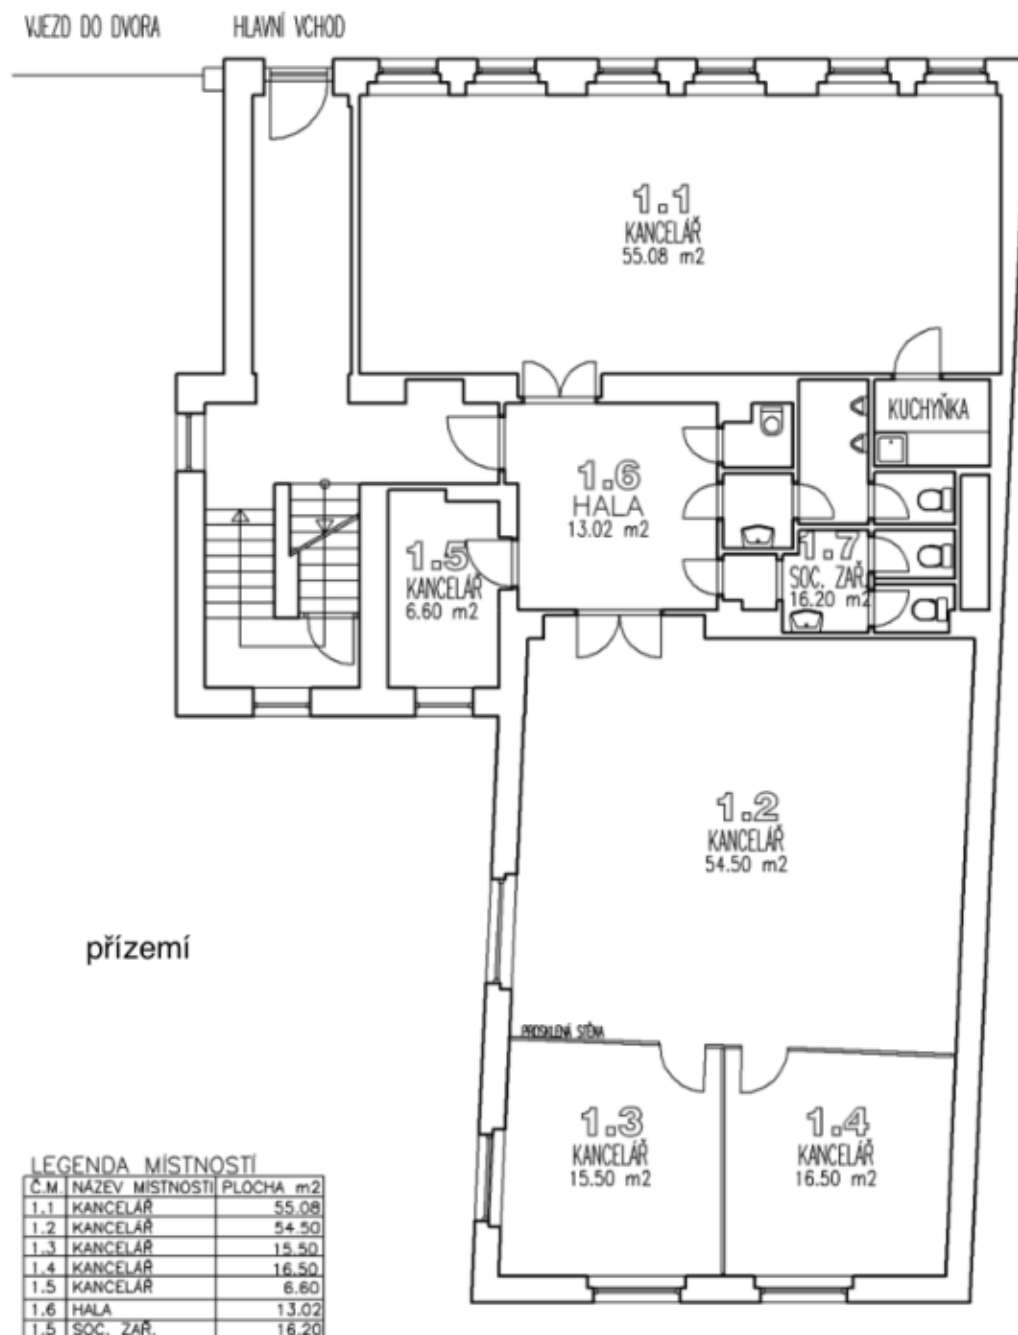 VJEZD DO DVORA HLAVNÍ VCHOD
1.1
KANCELÁŘ
55.08 m2
KUCHYŇKA
1.6
HALA
13.02 m2
1.5
KANCELÁŘ
6.60 m2
1.7
SOC. ZAŘ.
16.20 m2
1.2
KANCELÁŘ
54.50 m2
přízemí
PROSKLENÁ STĚNA
1.3
KANCELÁŘ
15.50 m2
1.4
KANCELÁŘ
16.50 m2
LEGENDA MÍSTNOSTÍ
Č.M. NÁZEV MÍSTNOSTI PLOCHA m2
1.1 KANCELÁŘ 55.08
1.2 KANCELÁŘ 54.50
1.3 KANCELÁŘ 15.50
1.4 KANCELÁŘ 16.50
1.5 KANCELÁŘ 6.60
1.6 HALA 13.02
1.5 SOC. ZAŘ. 16.20